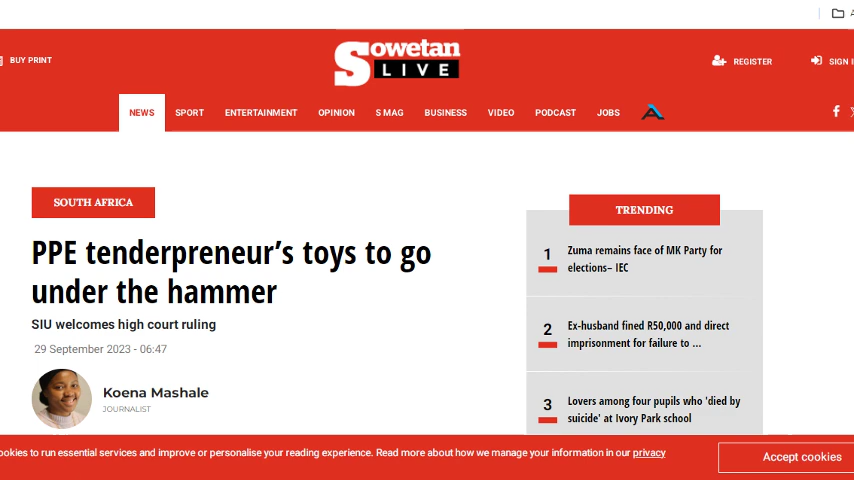 BUY PRINT
Sowetan
LIVE
REGISTER
SIGN
NEWS SPORT ENTERTAINMENT OPINION S MAG BUSINESS VIDEO PODCAST JOBS
SOUTH AFRICA
PPE tenderpreneur's toys to go
under the hammer
SIU welcomes high court ruling
29 September 2023 - 06:47
Koena Mashale
JOURNALIST
TRENDING
1
Zuma remains face of MK Party for
elections– IEC
2
Ex-husband fined R50,000 and direct
imprisonment for failure to ...
3
Lovers among four pupils who 'died by
suicide' at Ivory Park school
ookies to run essential services and improve or personalise your reading experience. Read more about how we manage your information in our privacy
Accept cookies